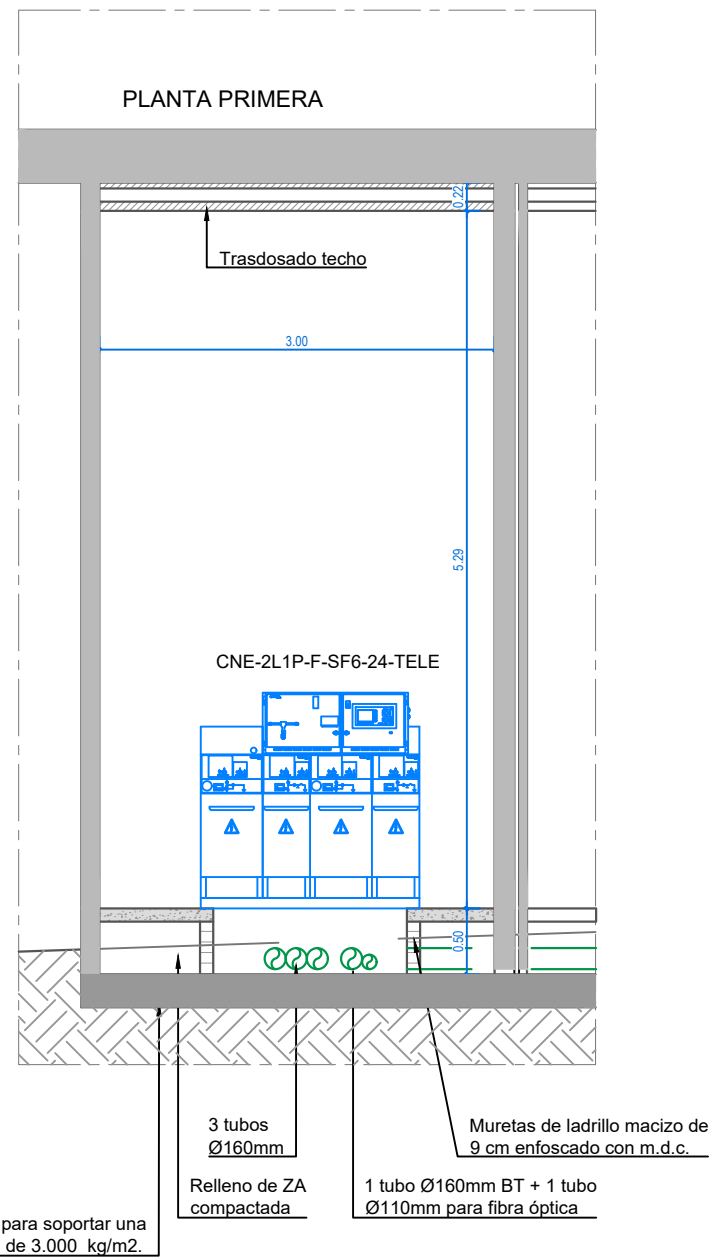 PLANTA PRIMERA
0.22
Trasdosado techo
3.00
5.29
CNE-2L1P-F-SF6-24-TELE
0.50
3 tubos
Ø160mm
Muretas de ladrillo macizo de
9 cm enfoscado con m.d.c.
Relleno de ZA
compactada
1 tubo Ø160mm BT + 1 tubo
Ø110mm para fibra óptica
para soportar una
de 3.000 kg/m2.